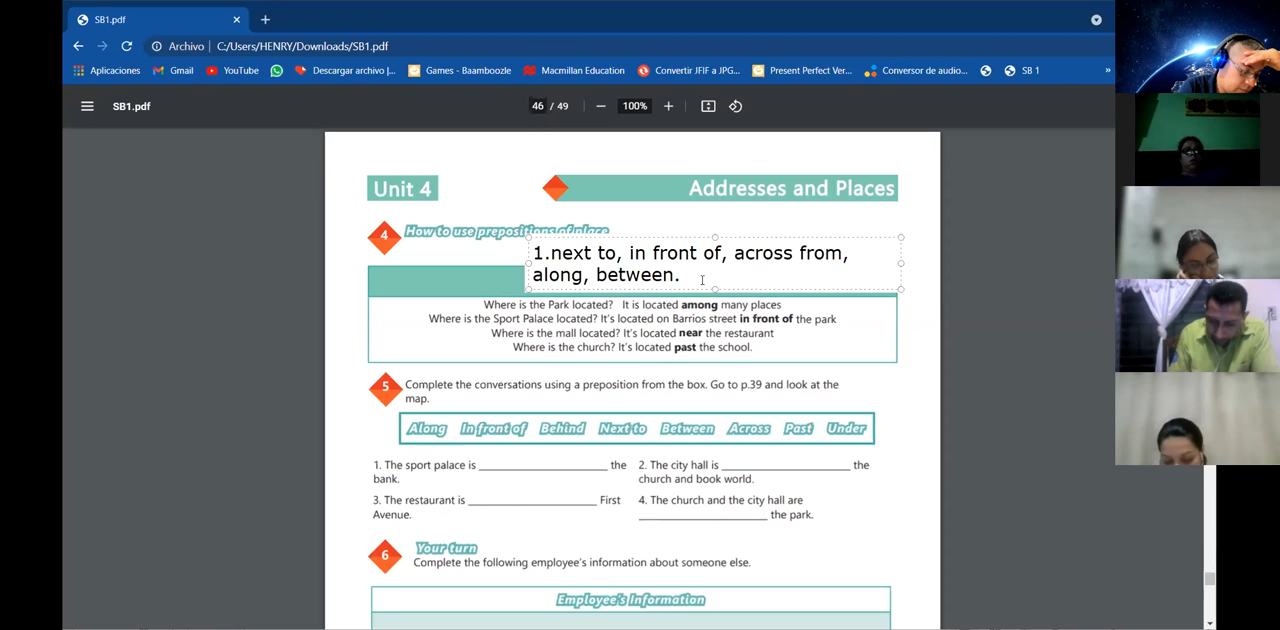 SB1.pdf
Archivo C:/Users/HENRY/Downloads/SB1.pdf
Aplicaciones Gmail YouTube Descargar archivo |... Games - Baamboozle Macmillan Education Convertir JFIF a JPG... Present Perfect Ver... Conversor de audio... SB 1 »
SB1.pdf 46 / 49 100%
Unit 4 Addresses and Places
4 How to use prepositions of place
1.next to, in front of, across from,
along, between.
Where is the Park located? It is located among many places
Where is the Sport Palace located? It's located on Barrios street in front of the park
Where is the mall located? It's located near the restaurant
Where is the church? It's located past the school.
5 Complete the conversations using a preposition from the box. Go to p.39 and look at the
map.
Along In front of Behind Next to Between Across Past Under
1. The sport palace is ____________________ the
bank.
2. The city hall is ____________________ the
church and book world.
3. The restaurant is ____________________ First
Avenue.
4. The church and the city hall are
____________________ the park.
6 Your turn
Complete the following employee's information about someone else.
Employee's Information